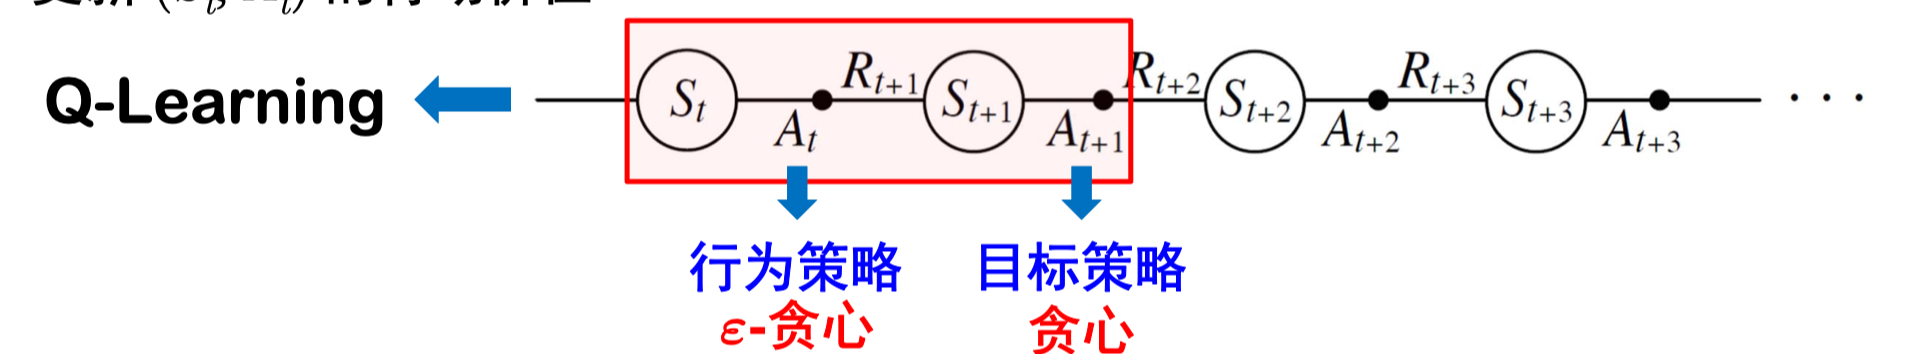 Q-Learning
S_t A_t R_{t+1} S_{t+1} A_{t+1} R_{t+2} S_{t+2} A_{t+2} R_{t+3} S_{t+3} A_{t+3} ···
行为策略 目标策略
ε-贪心 贪心